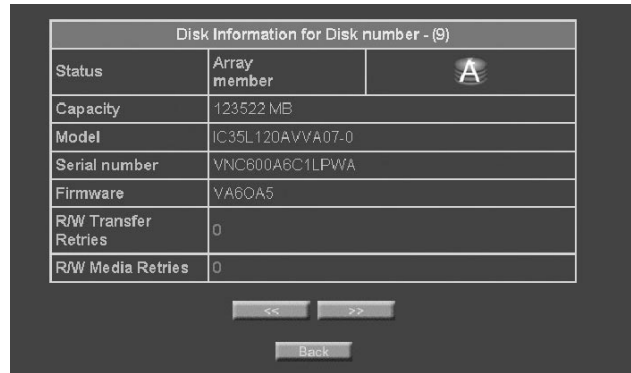 Disk Information for Disk number - (9)
Status
Array
member
A
Capacity
123522 MB
Model
IC35L120AVVA07-0
Serial number
VNC600A6C1LPWA
Firmware
VA6OA5
R/W Transfer
Retries
0
R/W Media Retries
0
<<
>>
Back